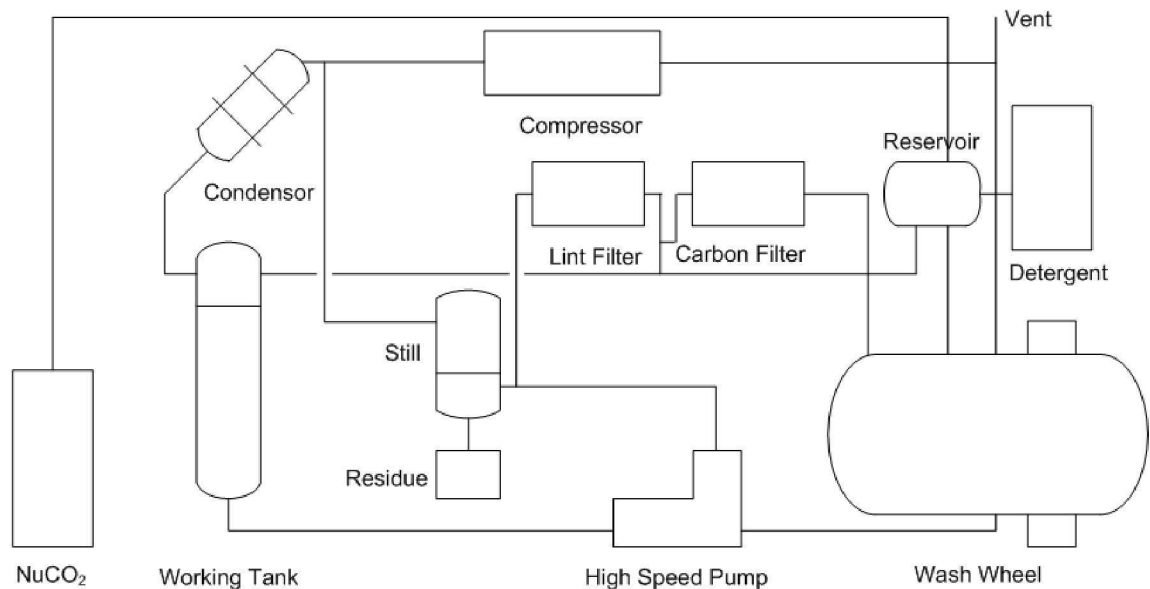 Vent
Compressor
Reservoir
Condensor
Lint Filter
Carbon Filter
Detergent
Still
Residue
NuCO₂
Working Tank
High Speed Pump
Wash Wheel